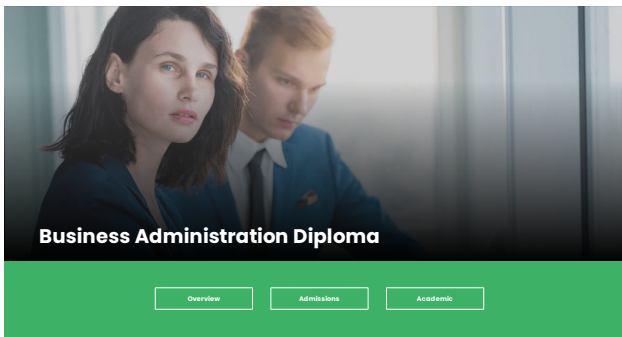 Business Administration Diploma
Overview
Admissions
Academic